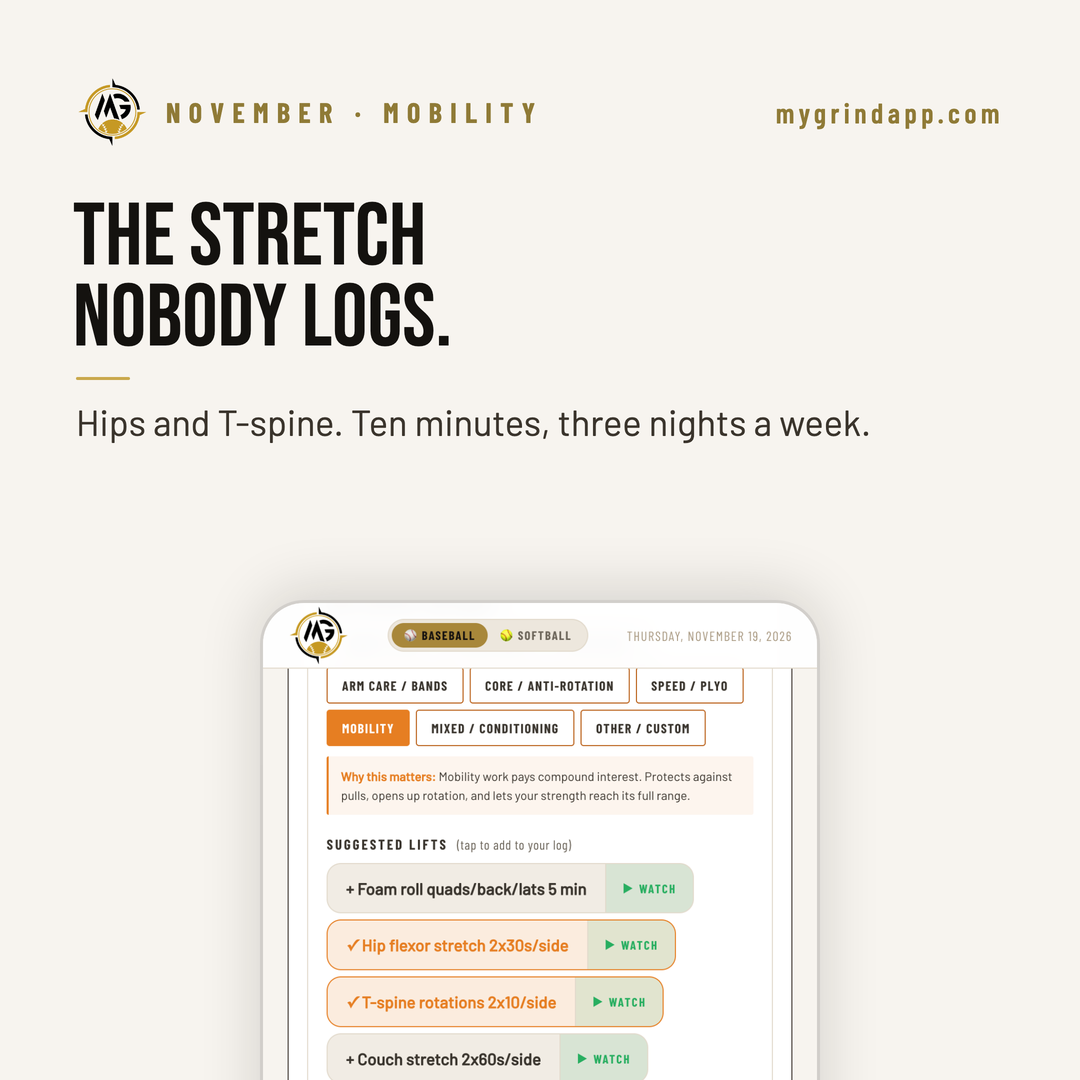 MG NOVEMBER · MOBILITY mygrindapp.com
THE STRETCH
NOBODY LOGS.
Hips and T-spine. Ten minutes, three nights a week.
MG BASEBALL SOFTBALL THURSDAY, NOVEMBER 19, 2026
ARM CARE / BANDS CORE / ANTI-ROTATION SPEED / PLYO
MOBILITY MIXED / CONDITIONING OTHER / CUSTOM
Why this matters: Mobility work pays compound interest. Protects against
pulls, opens up rotation, and lets your strength reach its full range.
SUGGESTED LIFTS (tap to add to your log)
+ Foam roll quads/back/lats 5 min ▶ WATCH
✓ Hip flexor stretch 2x30s/side ▶ WATCH
✓ T-spine rotations 2x10/side ▶ WATCH
+ Couch stretch 2x60s/side ▶ WATCH